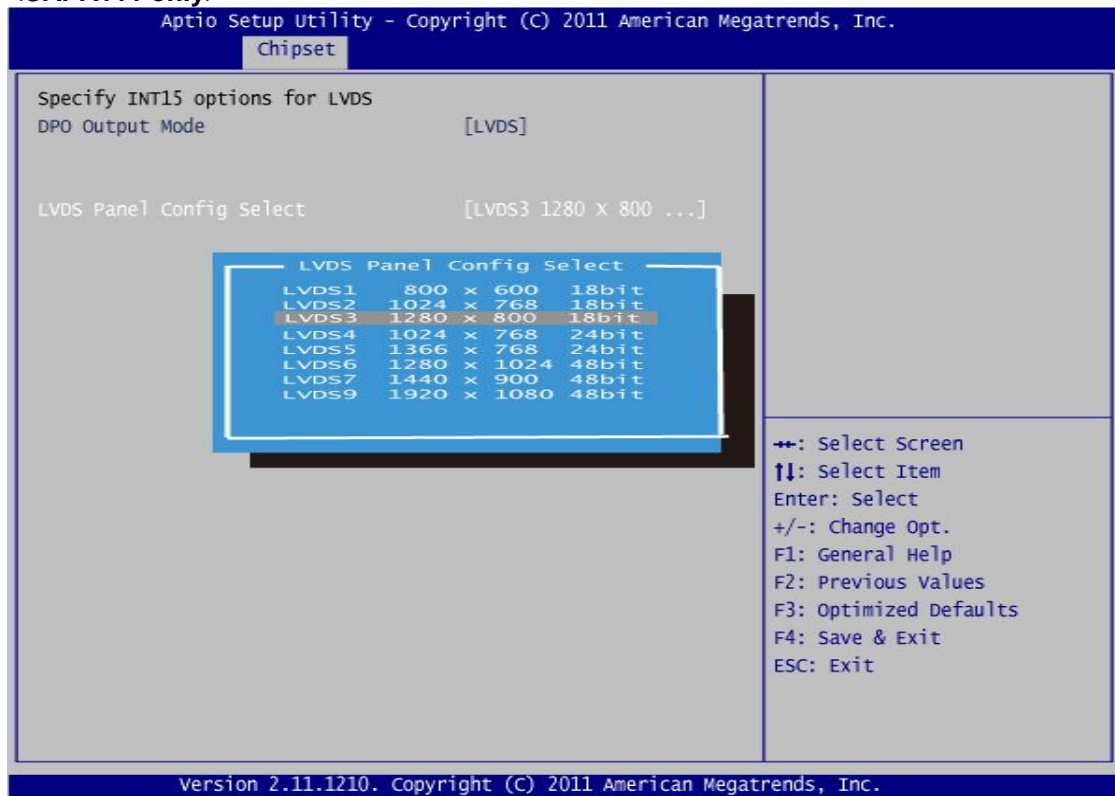 Aptio Setup Utility - Copyright (C) 2011 American Megatrends, Inc.
Chipset
Specify INT15 options for LVDS
DPO Output Mode [LVDS]
LVDS Panel Config Select [LVDS3 1280 X 800 ...]
LVDS Panel Config Select
LVDS1 800 x 600 18bit
LVDS2 1024 x 768 18bit
LVDS3 1280 x 800 18bit
LVDS4 1024 x 768 24bit
LVDS5 1366 x 768 24bit
LVDS6 1280 x 1024 48bit
LVDS7 1440 x 900 48bit
LVDS9 1920 x 1080 48bit
→←: Select Screen
↑↓: Select Item
Enter: Select
+/-: Change Opt.
F1: General Help
F2: Previous Values
F3: Optimized Defaults
F4: Save & Exit
ESC: Exit
Version 2.11.1210. Copyright (C) 2011 American Megatrends, Inc.